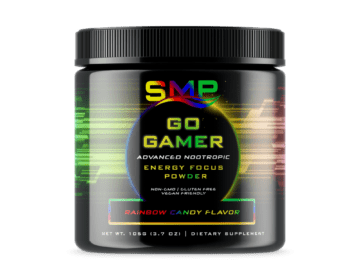 SMP
GO
GAMER
ADVANCED NOOTROPIC
ENERGY FOCUS
POWDER
NON-GMO | GLUTEN FREE
VEGAN FRIENDLY
RAINBOW CANDY FLAVOR
NET WT. 105G (3.7 OZ) | DIETARY SUPPLEMENT